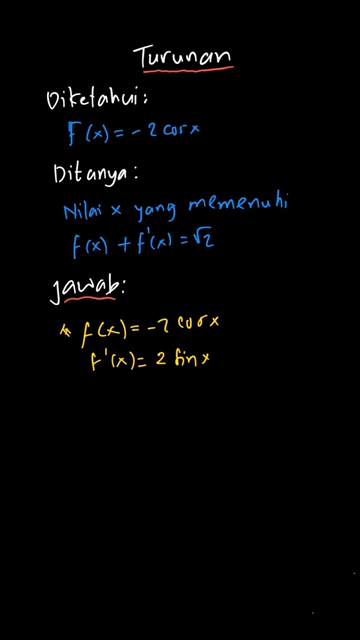 Turunan
Diketahui:
F(x) = -2 cos x
Ditanya:
Nilai x yang memenuhi
f(x) + f'(x) = √2
Jawab:
* f(x) = -2 cos x
f'(x) = 2 sin x